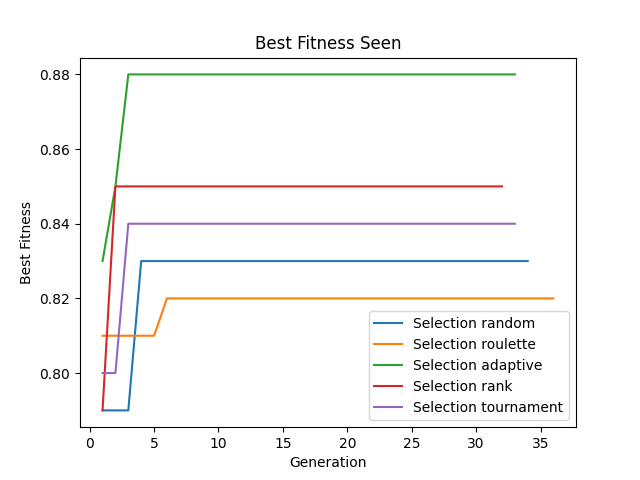 Best Fitness Seen
0.88
0.86
0.84
0.82
0.80
Best Fitness
Selection random
Selection roulette
Selection adaptive
Selection rank
Selection tournament
0 5 10 15 20 25 30 35
Generation